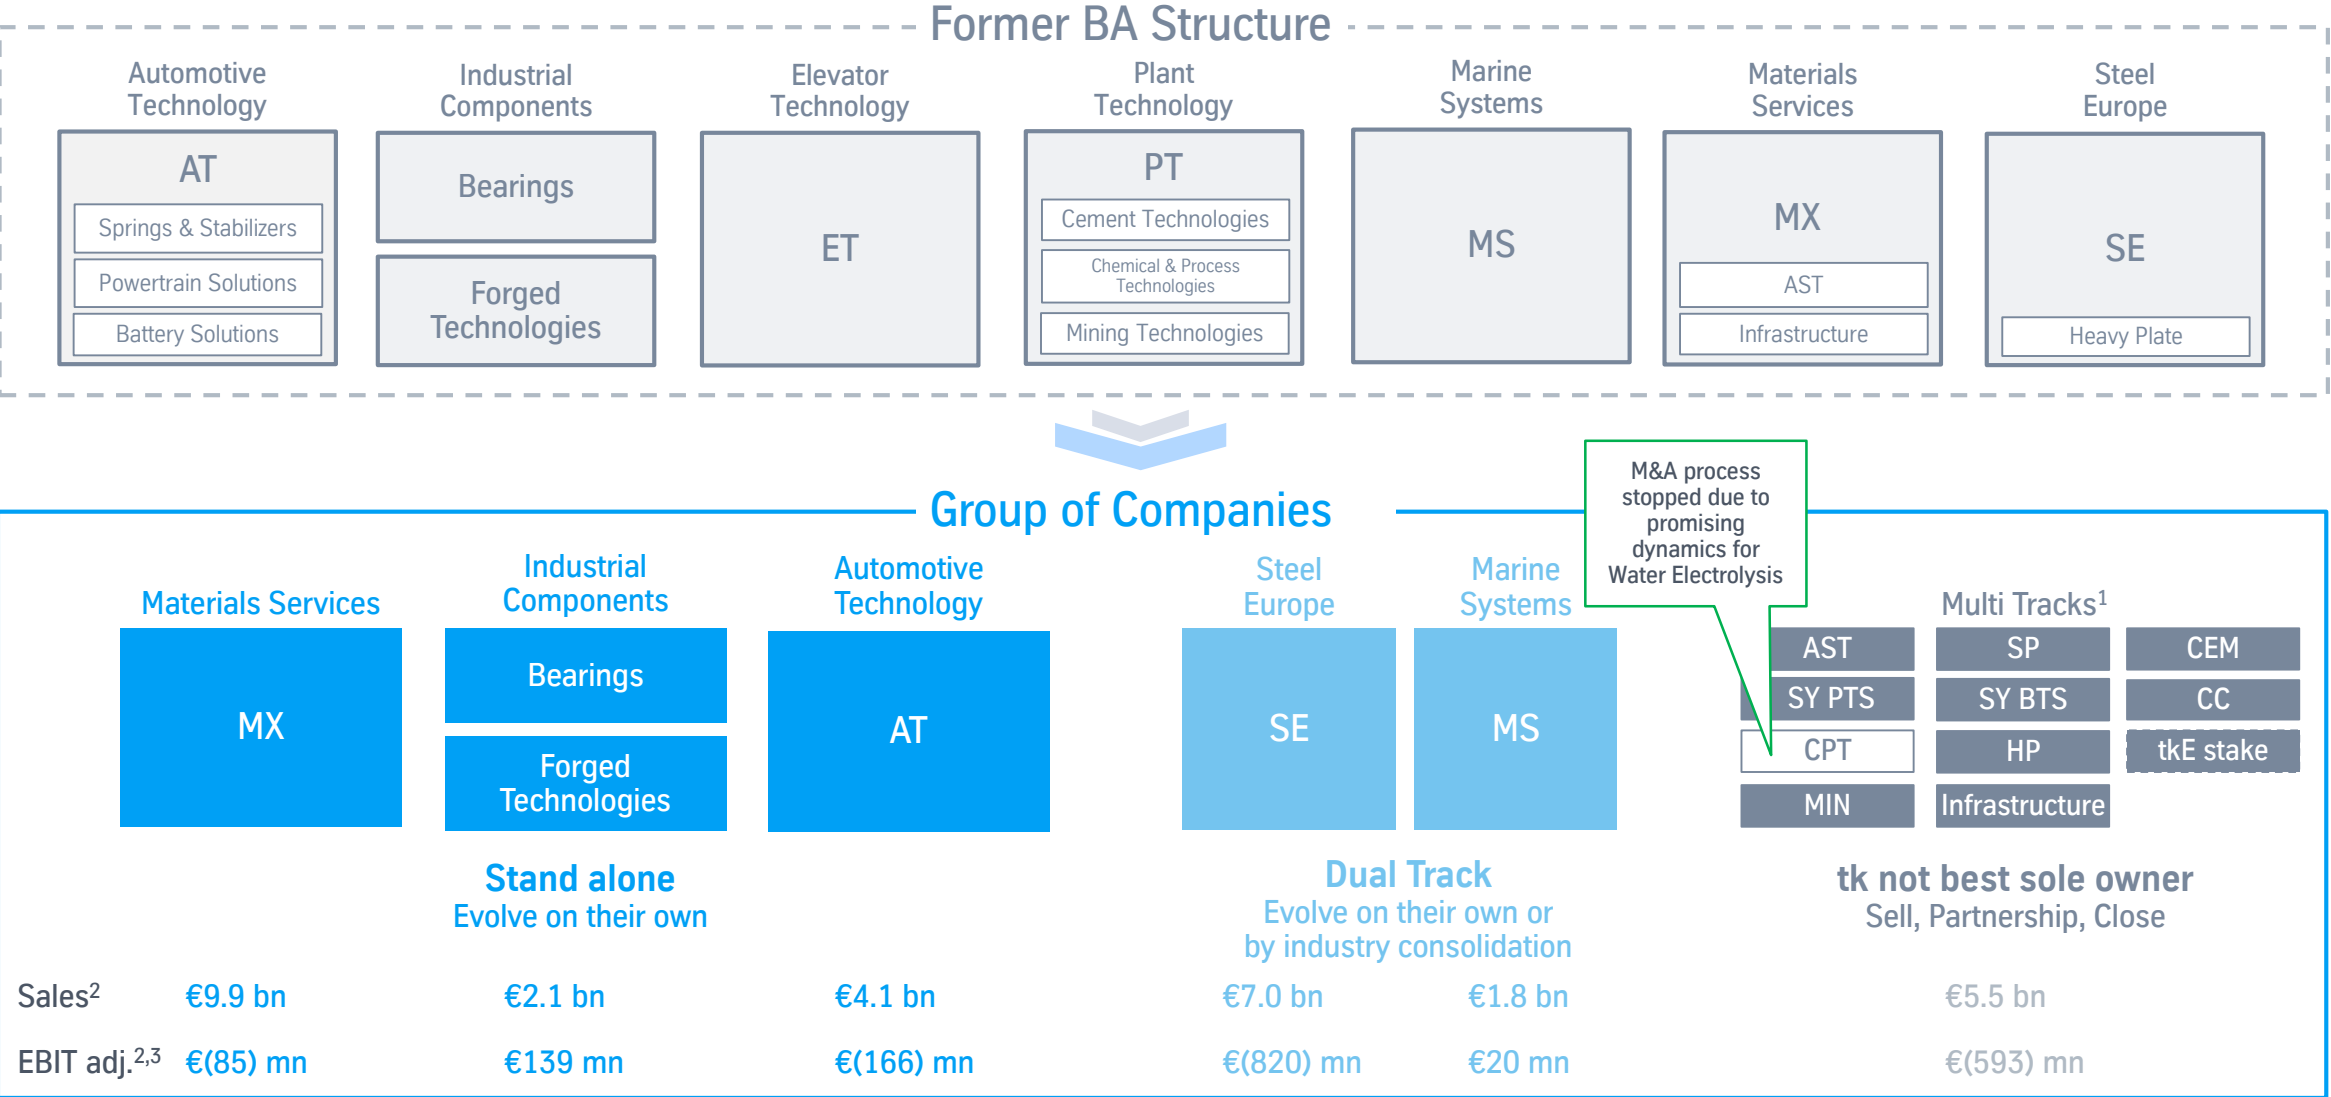 Former BA Structure
Automotive
Technology
Industrial
Components
Elevator
Technology
Plant
Technology
Marine
Systems
Materials
Services
Steel
Europe
AT
Springs & Stabilizers
Powertrain Solutions
Battery Solutions
Bearings
Forged
Technologies
ET
PT
Cement Technologies
Chemical & Process
Technologies
Mining Technologies
MS
MX
AST
Infrastructure
SE
Heavy Plate
M&A process
stopped due to
promising
dynamics for
Water Electrolysis
Group of Companies
Materials Services
Industrial
Components
Automotive
Technology
Steel
Europe
Marine
Systems
Multi Tracks¹
MX
Bearings
Forged
Technologies
AT
SE
MS
AST
SP
CEM
SY PTS
SY BTS
CC
CPT
HP
tkE stake
MIN
Infrastructure
Stand alone
Evolve on their own
Dual Track
Evolve on their own or
by industry consolidation
tk not best sole owner
Sell, Partnership, Close
Sales² €9.9 bn €2.1 bn €4.1 bn €7.0 bn €1.8 bn €5.5 bn
EBIT adj.²,³ €(85) mn €139 mn €(166) mn €(820) mn €20 mn €(593) mn